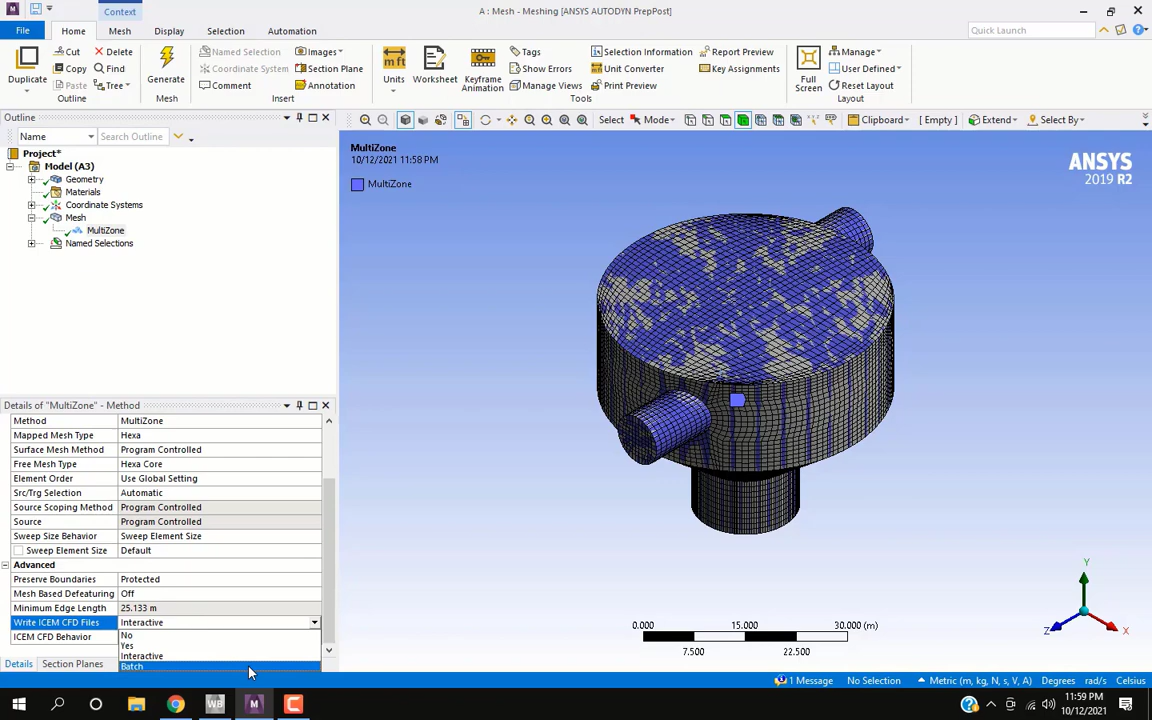 Context
A : Mesh - Meshing [ANSYS AUTODYN PrepPost]
File Home Mesh Display Selection Automation
Quick Launch
Duplicate
Cut
Copy
Paste
Delete
Find
Tree
Outline
Generate
Mesh
Named Selection
Coordinate System
Comment
Images
Section Plane
Annotation
Insert
mft
Units
Worksheet
Keyframe Animation
Tags
Show Errors
Manage Views
Selection Information
Unit Converter
Print Preview
Report Preview
Key Assignments
Tools
Full Screen
Manage
User Defined
Reset Layout
Layout
Outline
Select Mode Clipboard [ Empty ] Extend Select By
Name Search Outline
Project*
Model (A3)
Geometry
Materials
Coordinate Systems
Mesh
MultiZone
Named Selections
MultiZone
10/12/2021 11:58 PM
MultiZone
ANSYS
2019 R2
Details of "MultiZone" - Method
Method MultiZone
Mapped Mesh Type Hexa
Surface Mesh Method Program Controlled
Free Mesh Type Hexa Core
Element Order Use Global Setting
Src/Trg Selection Automatic
Source Scoping Method Program Controlled
Source Program Controlled
Sweep Size Behavior Sweep Element Size
Sweep Element Size Default
Advanced
Preserve Boundaries Protected
Mesh Based Defeaturing Off
Minimum Edge Length 25.133 m
Write ICEM CFD Files Interactive
ICEM CFD Behavior
No
Yes
Interactive
Batch
Details Section Planes
0.000 15.000 30.000 (m)
7.500 22.500
Y
Z
X
1 Message No Selection Metric (m, kg, N, s, V, A) Degrees rad/s Celsius
WB
M
11:59 PM
10/12/2021